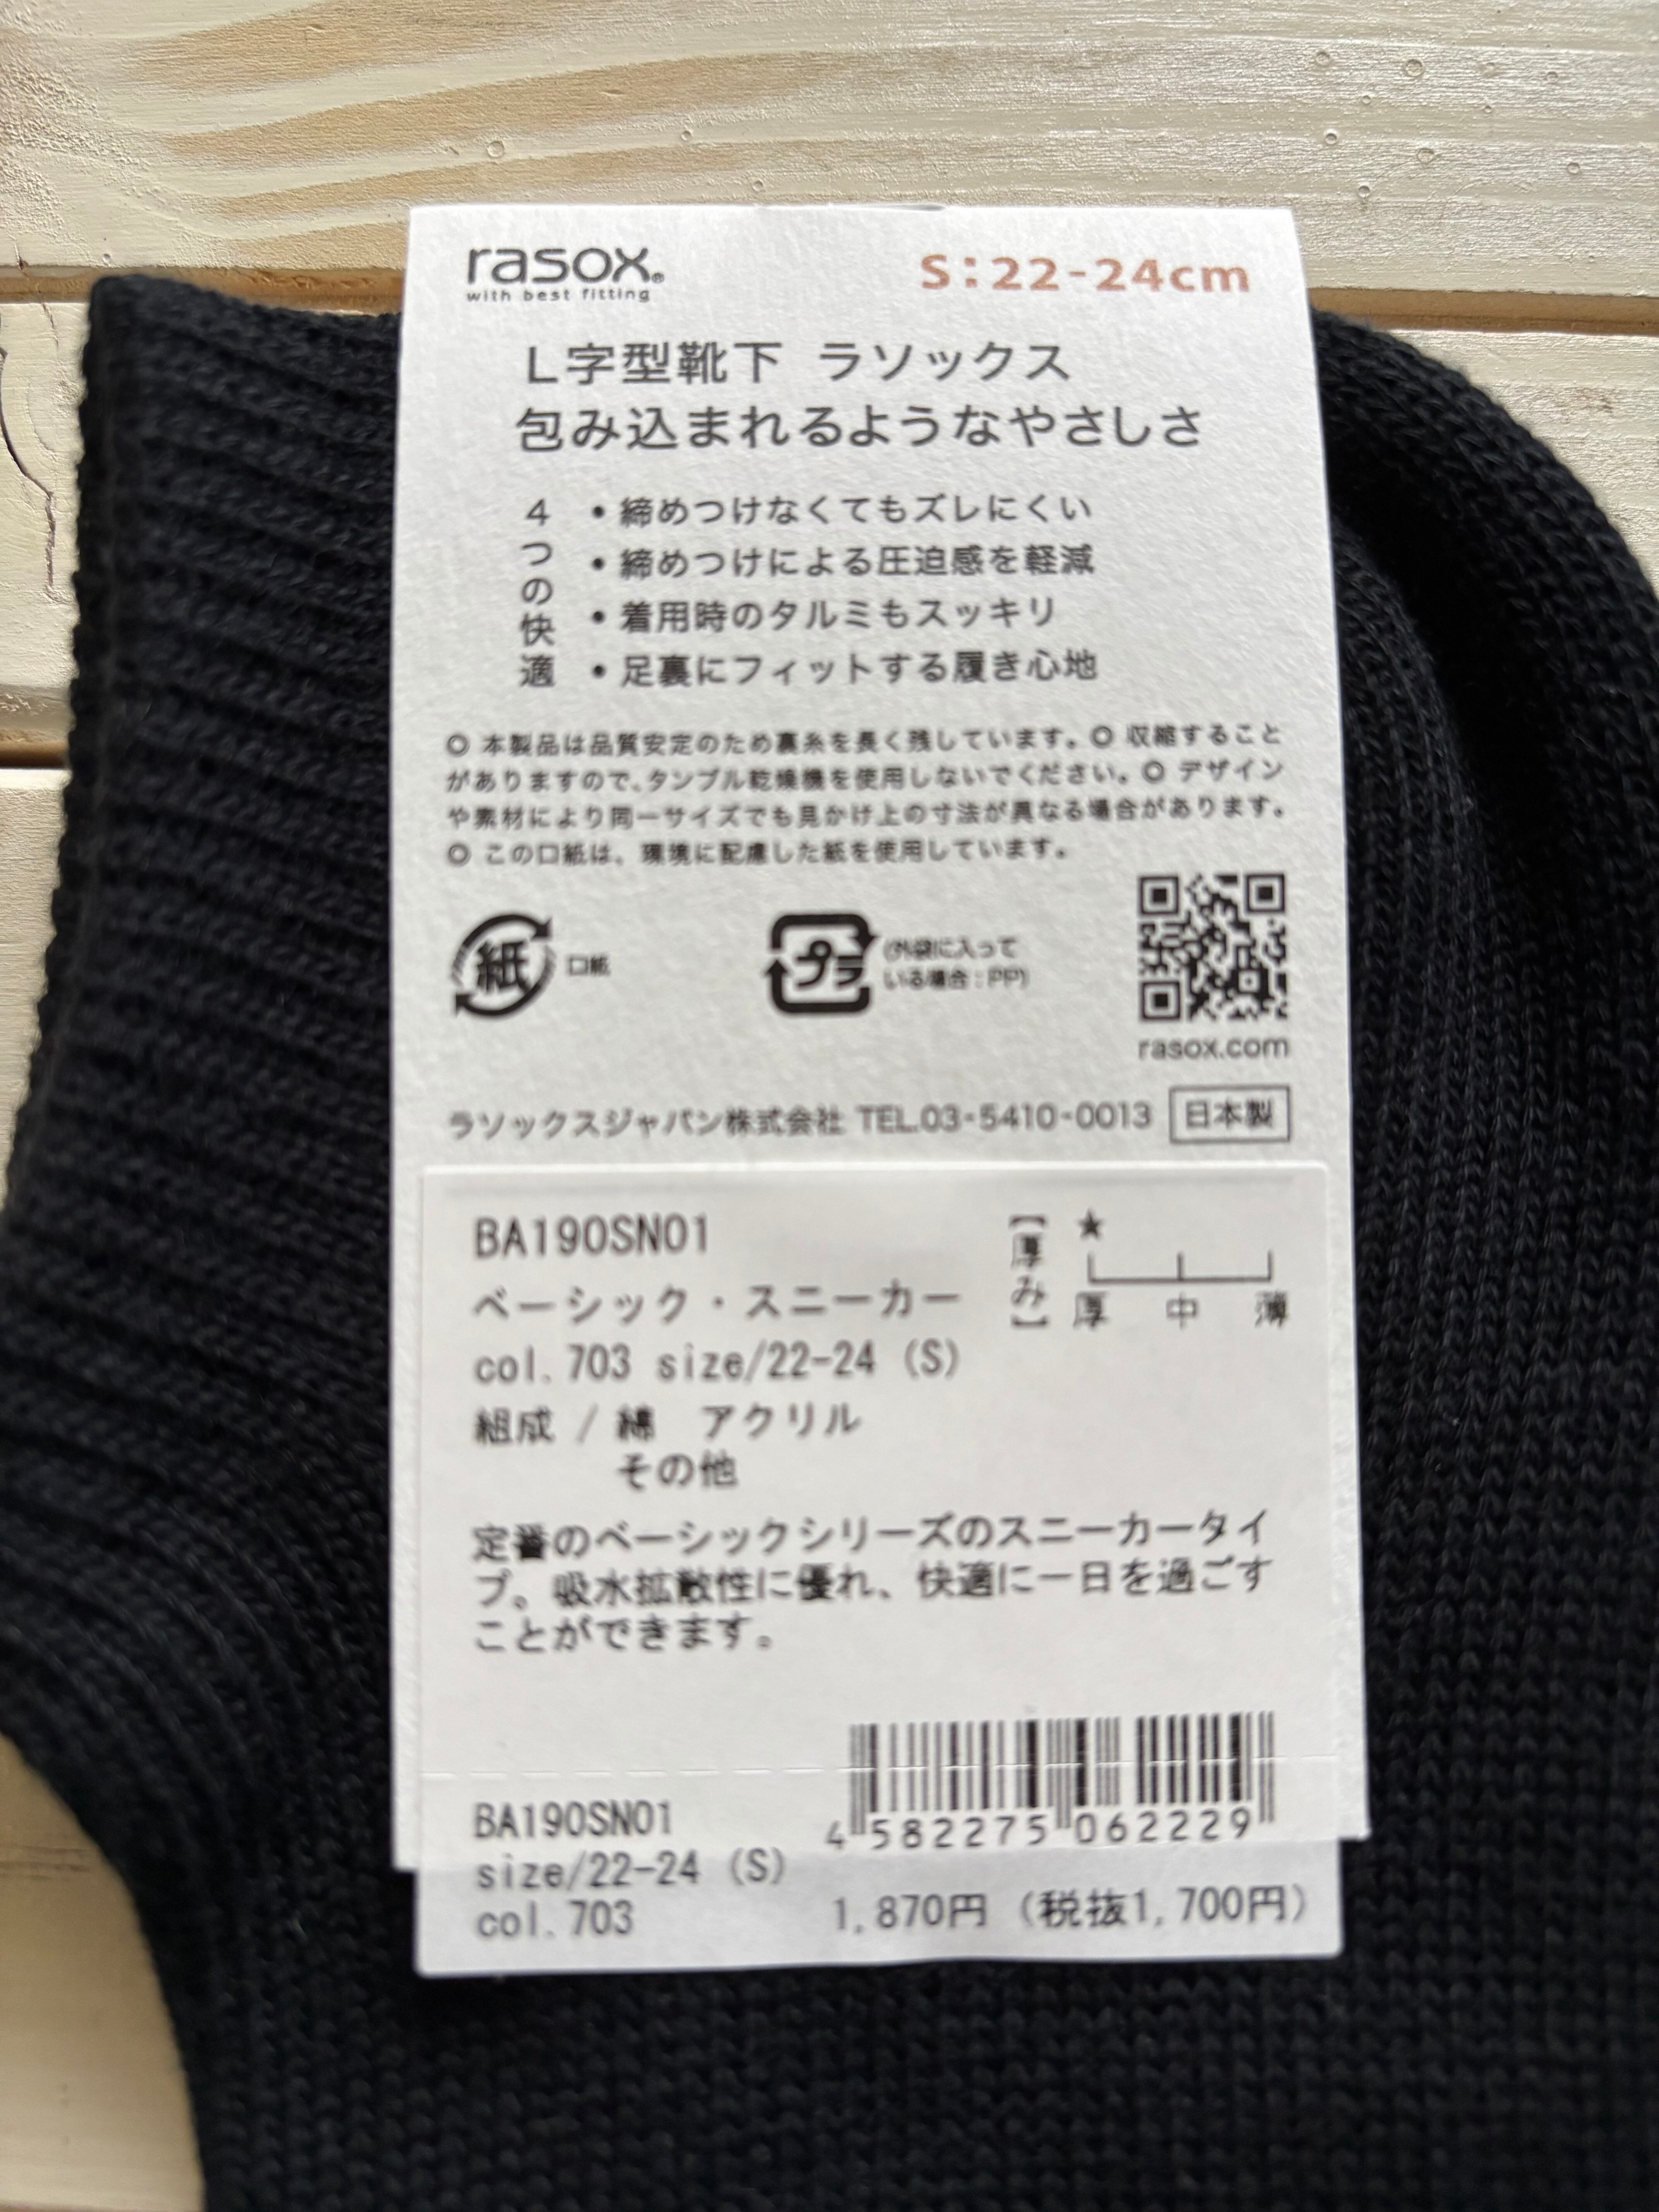 rasox®
with best fitting
S:22-24cm
L字型靴下 ラソックス
包み込まれるようなやさしさ
4つの快適
•締めつけなくてもズレにくい
•締めつけによる圧迫感を軽減
•着用時のタルミもスッキリ
•足裏にフィットする履き心地
◎ 本製品は品質安定のため裏糸を長く残しています。◎ 収縮すること
がありますので、タンブル乾燥機を使用しないでください。◎ デザイン
や素材により同一サイズでも見かけ上の寸法が異なる場合があります。
◎ この口紙は、環境に配慮した紙を使用しています。
紙 口紙
プラ (外袋に入って
いる場合：PP)
rasox.com
ラソックスジャパン株式会社 TEL.03-5410-0013 日本製
BA190SN01
【厚み】
★
厚 中 薄
ベーシック・スニーカー
col.703 size/22-24 (S)
組成 / 綿 アクリル
その他
定番のベーシックシリーズのスニーカータイ
プ。吸水拡散性に優れ、快適に一日を過ごす
ことができます。
4582275062229
BA190SN01
size/22-24 (S)
col.703
1,870円 (税抜1,700円)